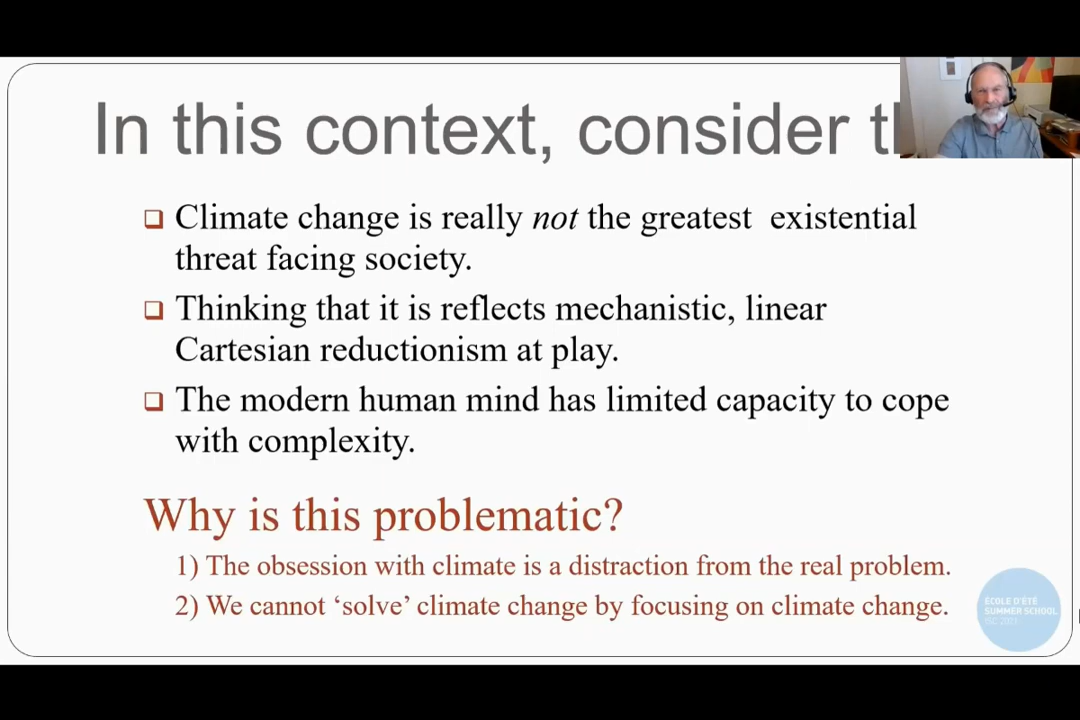 In this context, consider
❑ Climate change is really not the greatest existential
threat facing society.
❑ Thinking that it is reflects mechanistic, linear
Cartesian reductionism at play.
❑ The modern human mind has limited capacity to cope
with complexity.
Why is this problematic?
1) The obsession with climate is a distraction from the real problem.
2) We cannot ‘solve’ climate change by focusing on climate change.
ÉCOLE D'ÉTÉ
SUMMER SCHOOL